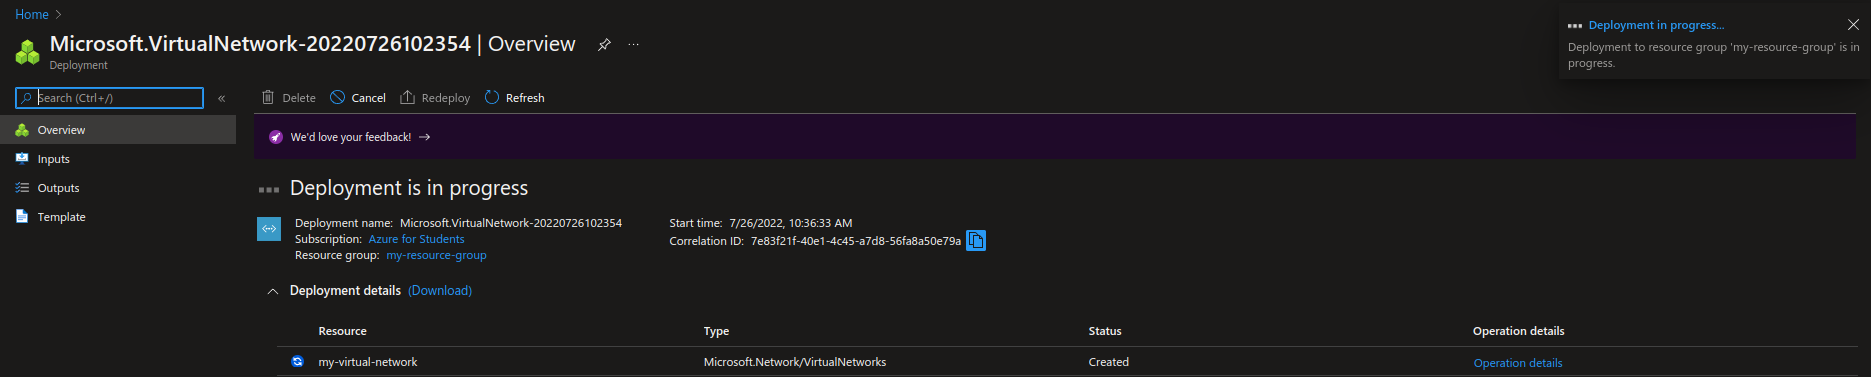 Home
Microsoft.VirtualNetwork-20220726102354 | Overview
Deployment
Deployment in progress...
Deployment to resource group 'my-resource-group' is in
progress.
Search (Ctrl+/)
Overview
Inputs
Outputs
Template
Delete Cancel Redeploy Refresh
We'd love your feedback! →
Deployment is in progress
Deployment name: Microsoft.VirtualNetwork-20220726102354
Subscription: Azure for Students
Resource group: my-resource-group
Start time: 7/26/2022, 10:36:33 AM
Correlation ID: 7e83f21f-40e1-4c45-a7d8-56fa8a50e79a
Deployment details (Download)
Resource Type Status Operation details
my-virtual-network Microsoft.Network/VirtualNetworks Created Operation details